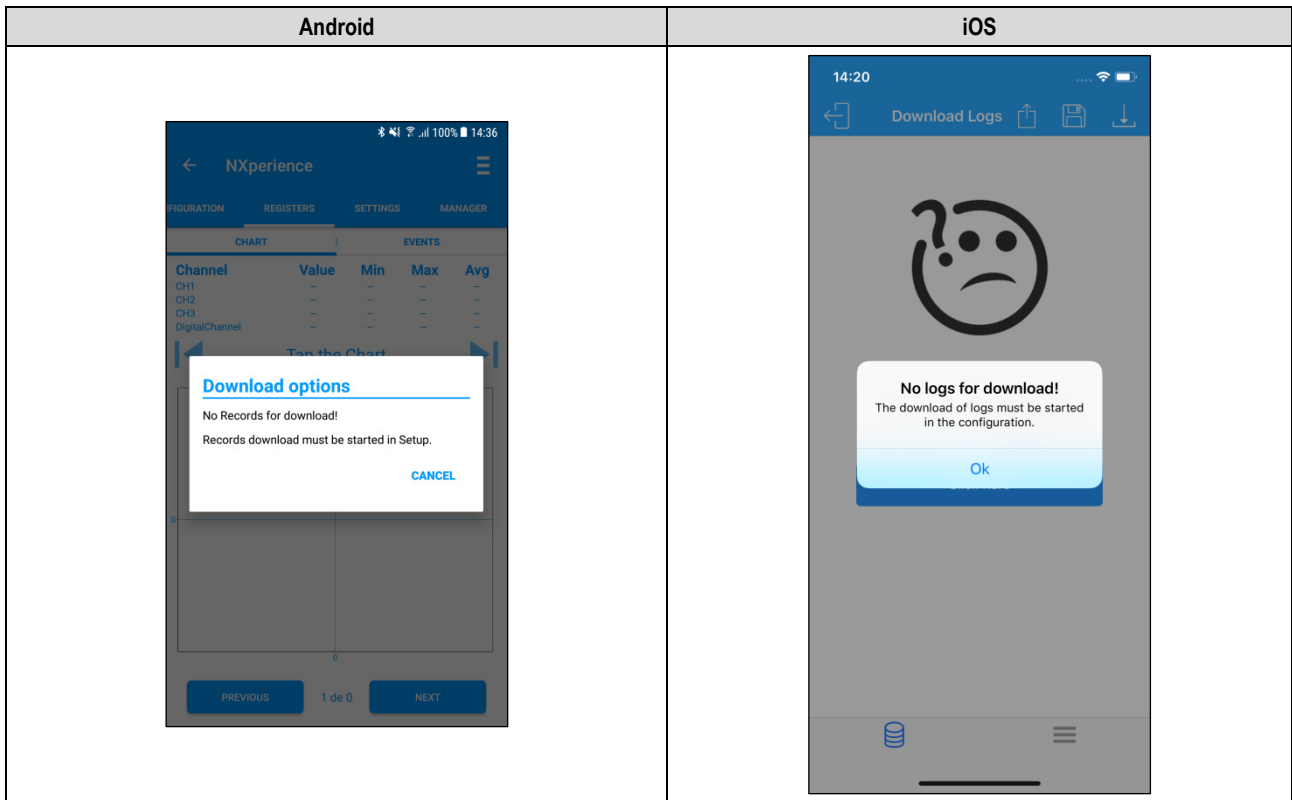 Android
iOS
100% 14:36
NXperience
FIGURATION REGISTERS SETTINGS MANAGER
CHART EVENTS
Channel Value Min Max Avg
CH1 -- -- -- --
CH2 -- -- -- --
CH3 -- -- -- --
DigitalChannel -- -- -- --
Tap the Chart
Download options
No Records for download!
Records download must be started in Setup.
CANCEL
0
0
PREVIOUS 1 de 0 NEXT
14:20
Download Logs
No logs for download!
The download of logs must be started
in the configuration.
Ok